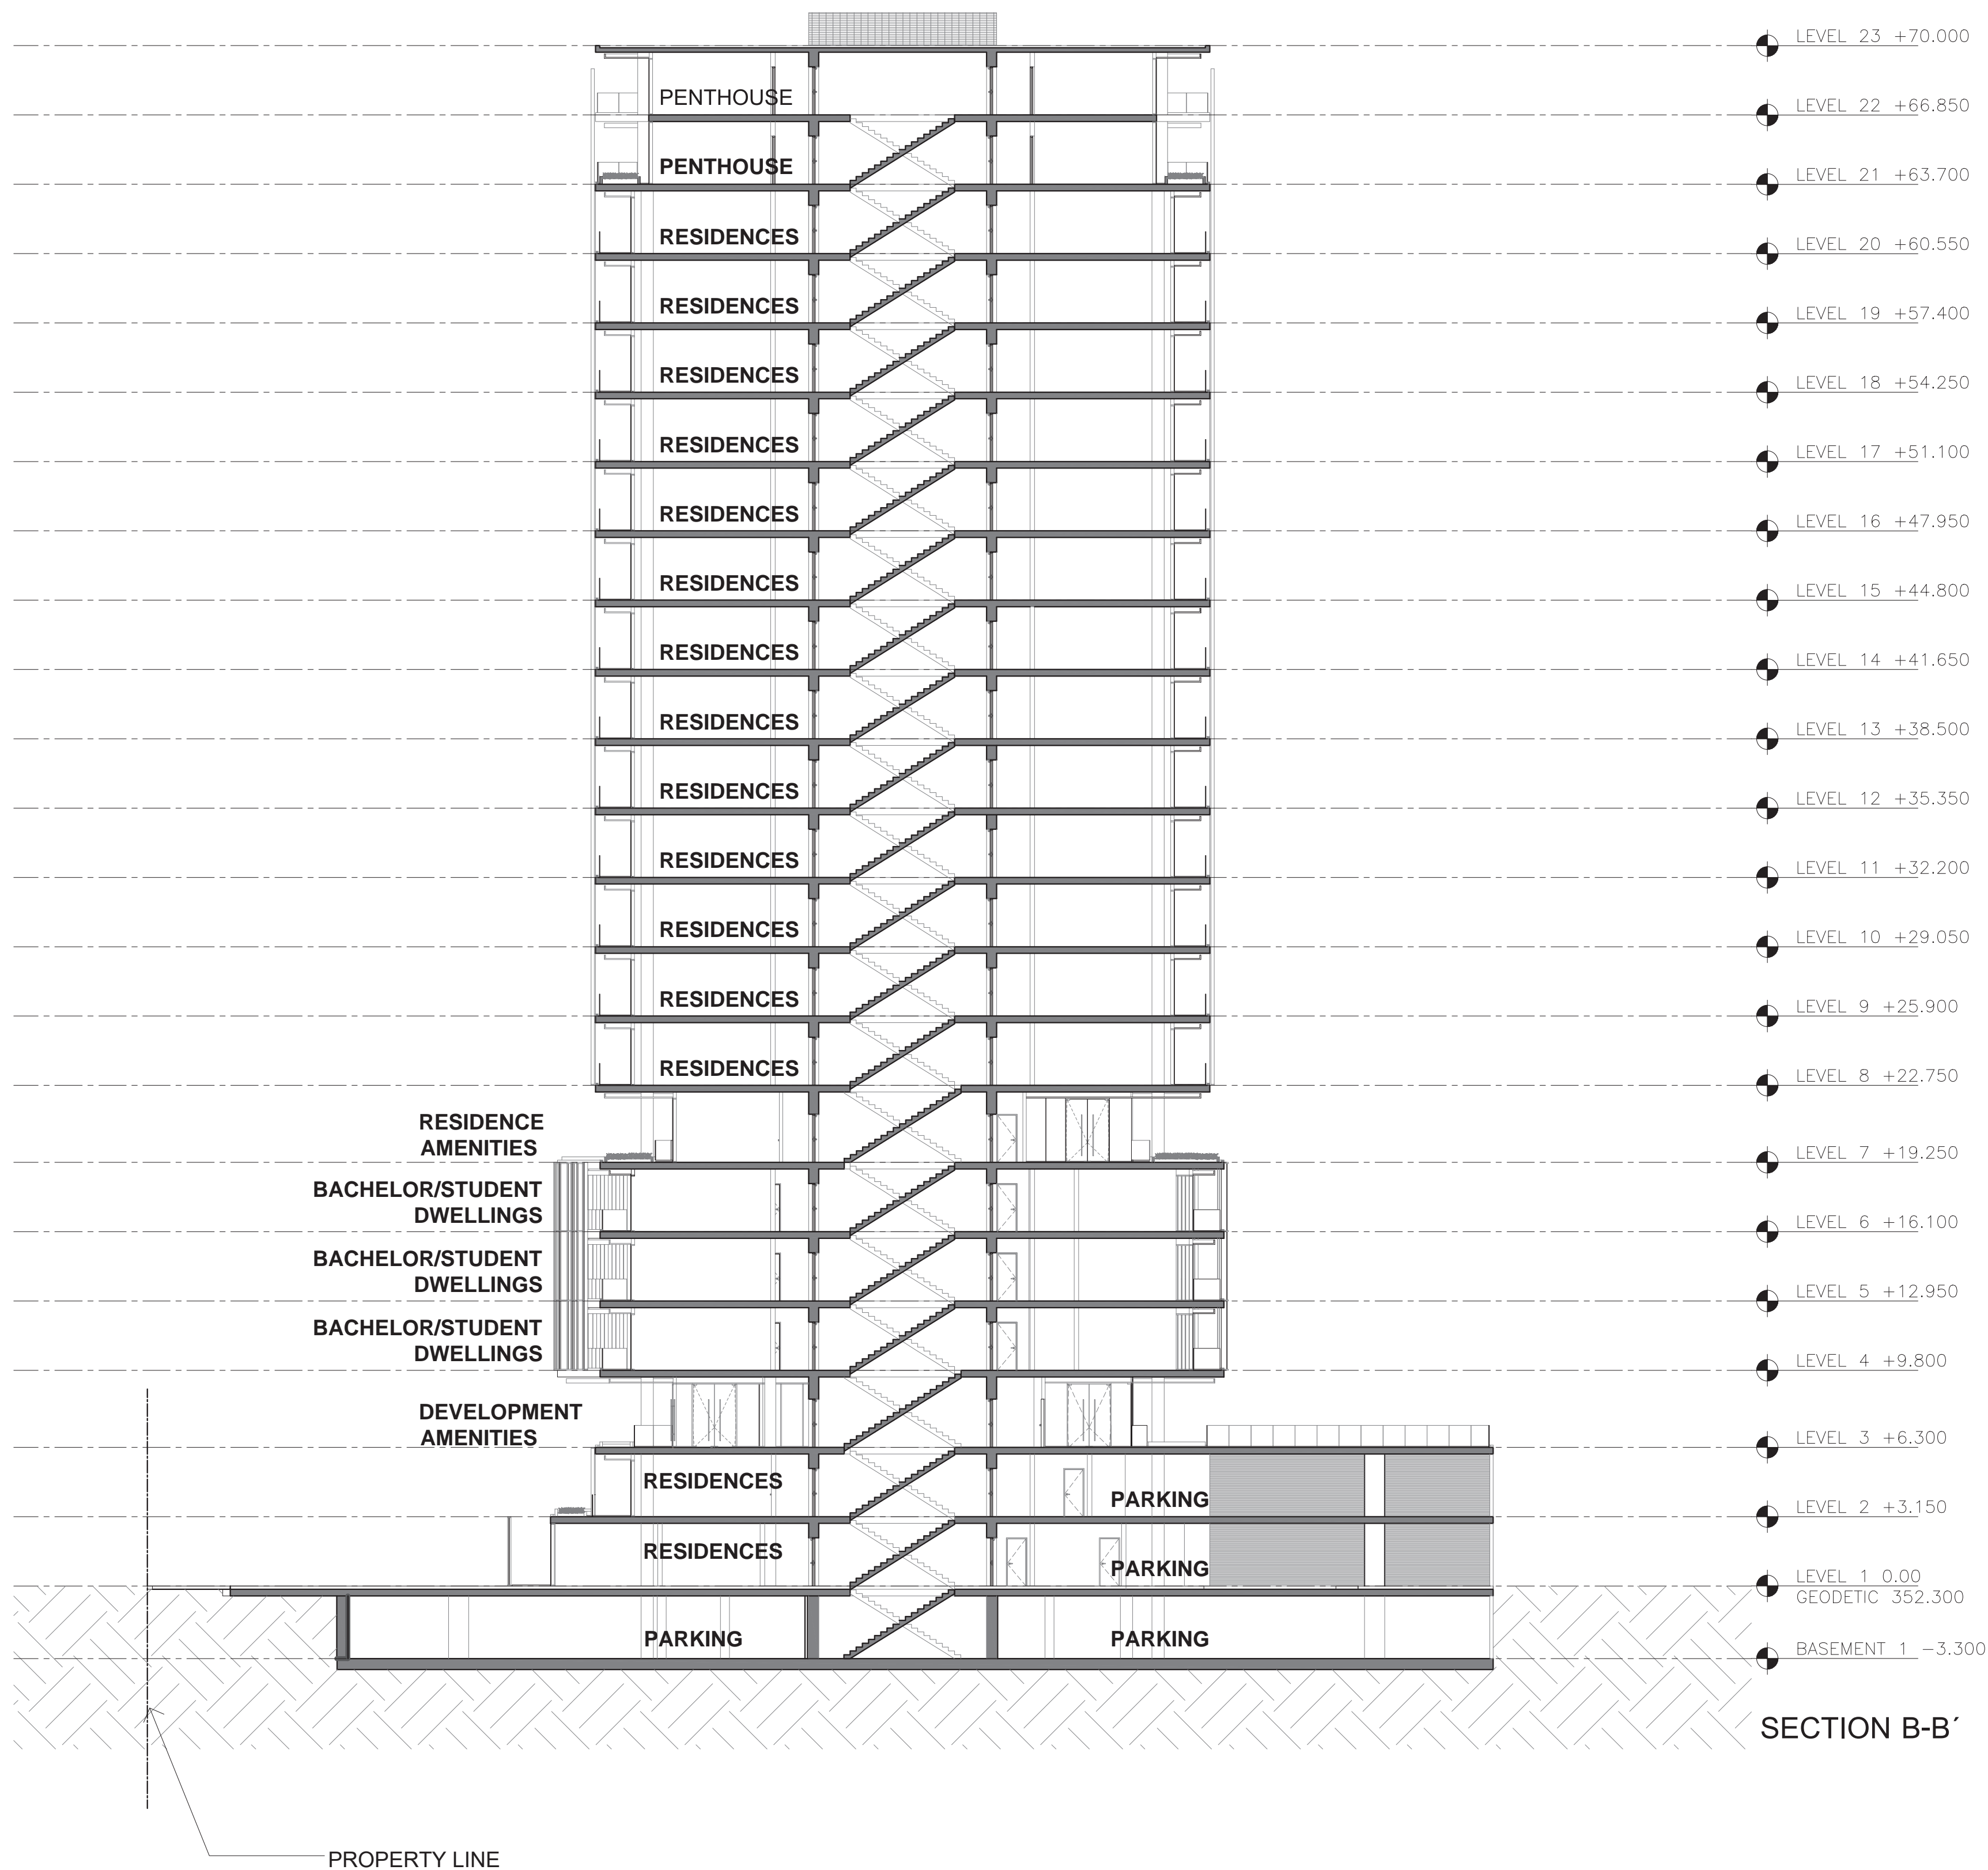 LEVEL 23 +70.000
PENTHOUSE
LEVEL 22 +66.850
PENTHOUSE
LEVEL 21 +63.700
RESIDENCES
LEVEL 20 +60.550
RESIDENCES
LEVEL 19 +57.400
RESIDENCES
LEVEL 18 +54.250
RESIDENCES
LEVEL 17 +51.100
RESIDENCES
LEVEL 16 +47.950
RESIDENCES
LEVEL 15 +44.800
RESIDENCES
LEVEL 14 +41.650
RESIDENCES
LEVEL 13 +38.500
RESIDENCES
LEVEL 12 +35.350
RESIDENCES
LEVEL 11 +32.200
RESIDENCES
LEVEL 10 +29.050
RESIDENCES
LEVEL 9 +25.900
RESIDENCES
LEVEL 8 +22.750
RESIDENCE
AMENITIES
LEVEL 7 +19.250
BACHELOR/STUDENT
DWELLINGS
LEVEL 6 +16.100
BACHELOR/STUDENT
DWELLINGS
LEVEL 5 +12.950
BACHELOR/STUDENT
DWELLINGS
LEVEL 4 +9.800
DEVELOPMENT
AMENITIES
LEVEL 3 +6.300
RESIDENCES
PARKING
LEVEL 2 +3.150
RESIDENCES
PARKING
LEVEL 1 0.00
GEODETIC 352.300
PARKING
PARKING
BASEMENT 1 −3.300
SECTION B-B´
PROPERTY LINE